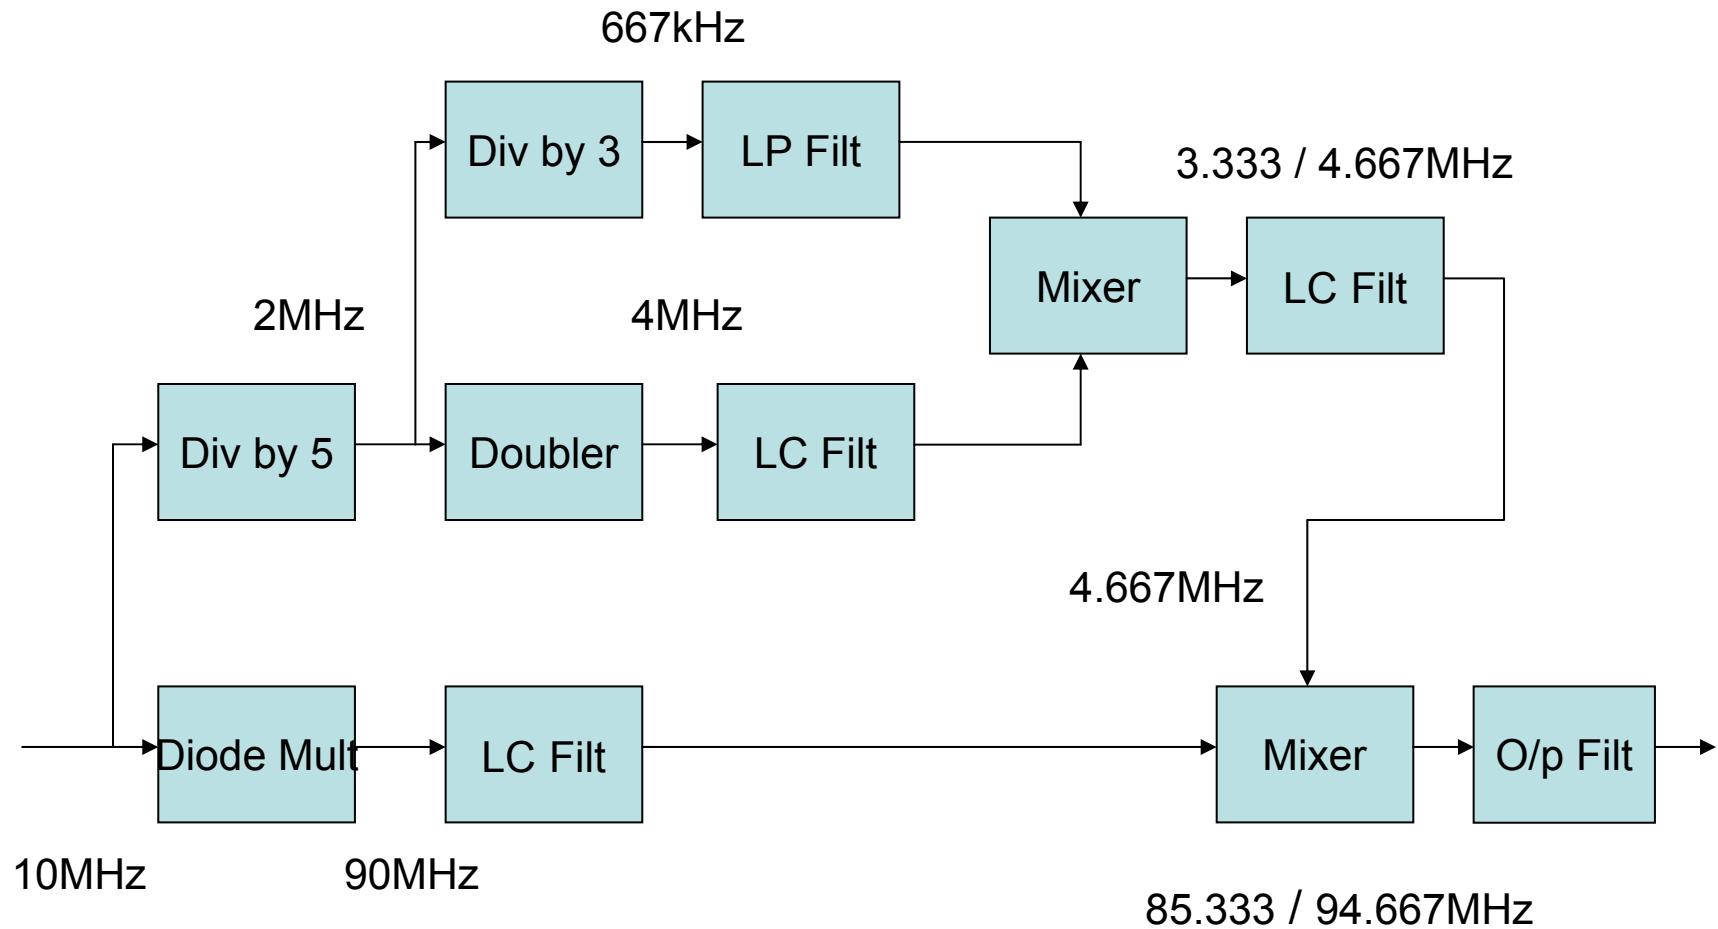 667kHz
Div by 3
LP Filt
3.333 / 4.667MHz
Mixer
LC Filt
2MHz
4MHz
Div by 5
Doubler
LC Filt
4.667MHz
Diode Mult
LC Filt
Mixer
O/p Filt
10MHz
90MHz
85.333 / 94.667MHz